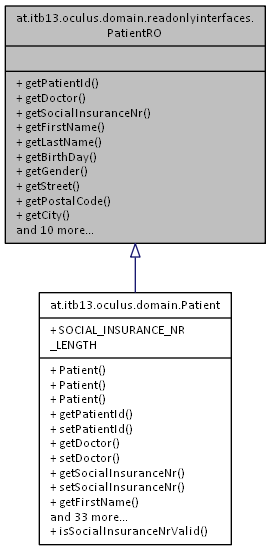 at.itb13.oculus.domain.readonlyinterfaces.
PatientRO
+ getPatientId()
+ getDoctor()
+ getSocialInsuranceNr()
+ getFirstName()
+ getLastName()
+ getBirthDay()
+ getGender()
+ getStreet()
+ getPostalCode()
+ getCity()
and 10 more...
at.itb13.oculus.domain.Patient
+ SOCIAL_INSURANCE_NR
_LENGTH
+ Patient()
+ Patient()
+ Patient()
+ getPatientId()
+ setPatientId()
+ getDoctor()
+ setDoctor()
+ getSocialInsuranceNr()
+ setSocialInsuranceNr()
+ getFirstName()
and 33 more...
+ isSocialInsuranceNrValid()